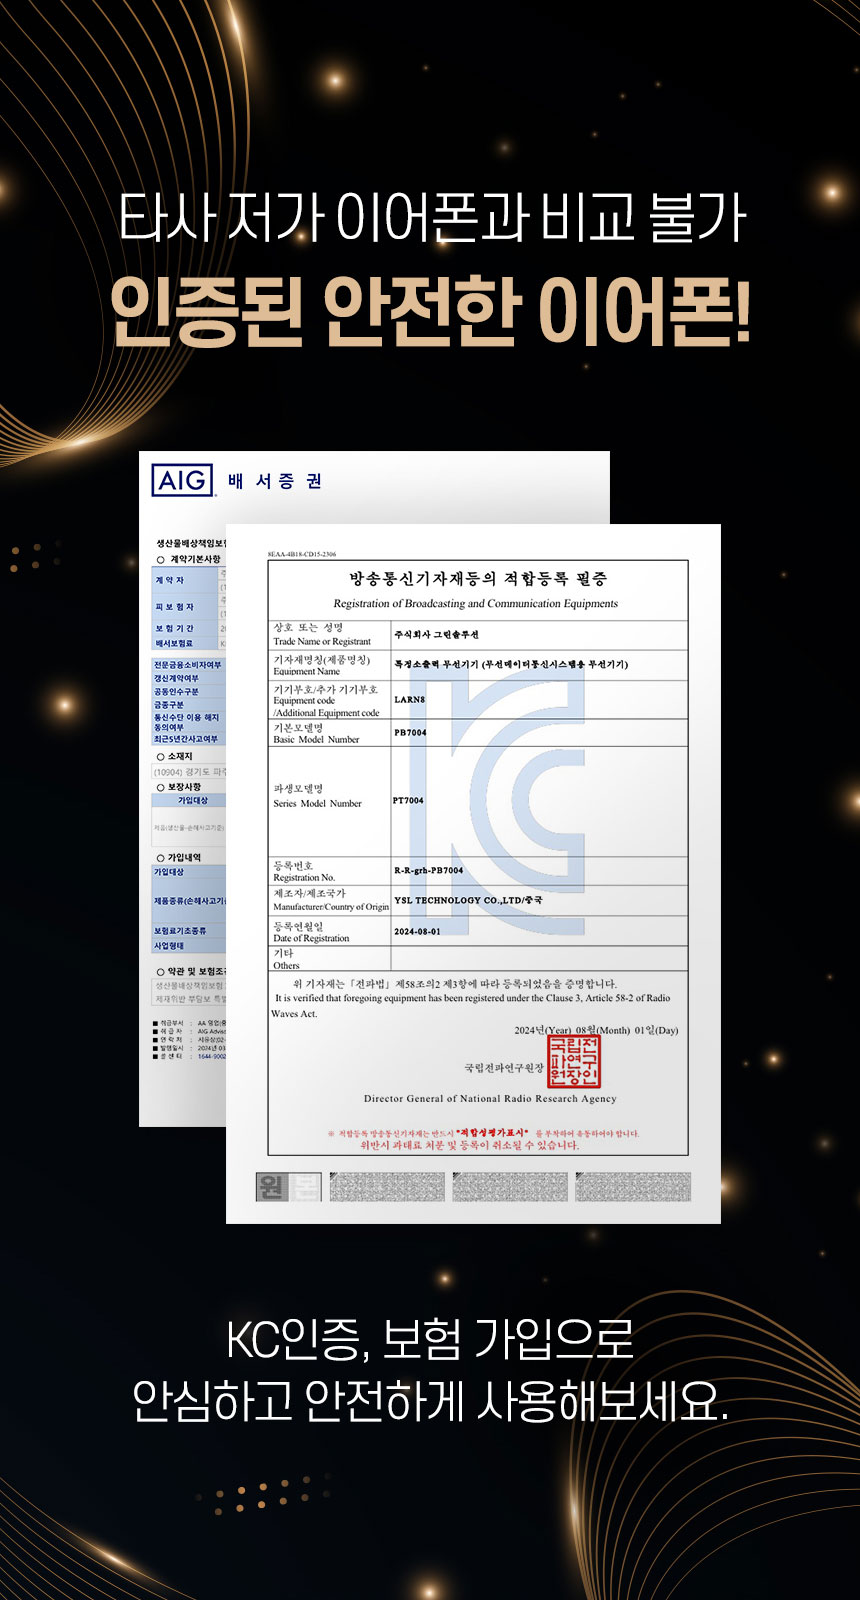 타사 저가 이어폰과 비교 불가
인증된 안전한 이어폰!
AIG 배 서 증 권
생산물배상책임보험
○ 계약기본사항
계 약 자
피 보 험 자
보 험 기 간
배서보험료
전문금융소비자여부
갱신계약여부
공동인수구분
금종구분
통신수단 이용 해지
동의여부
최근5년간사고여부
○ 소재지
(10904) 경기도 파주
○ 보장사항
가입대상
○ 가입내역
가입대상
제품종류(손해사고기준
보험료기초종류
사업형태
○ 약관 및 보험조건
생산물배상책임보험
8EAA-4B18-CD15-2306
방송통신기자재등의 적합등록 필증
Registration of Broadcasting and Communication Equipments
상호 또는 성명
Trade Name or Registrant
주식회사 그린솔루션
기자재명칭(제품명칭)
Equipment Name
특정소출력 무선기기 (무선데이터통신시스템용 무선기기)
기기부호/추가 기기부호
Equipment code
/Additional Equipment code
LARN8
기본모델명
Basic Model Number
PB7004
파생모델명
Series Model Number
PT7004
등록번호
Registration No.
R-R-grh-PB7004
제조자/제조국가
Manufacturer/Country of Origin
YSL TECHNOLOGY CO.,LTD/중국
등록연월일
Date of Registration
2024-08-01
기타
Others
위 기자재는 「전파법」 제58조의2 제3항에 따라 등록되었음을 증명합니다.
It is verified that foregoing equipment has been registered under the Clause 3, Article 58-2 of Radio
Waves Act.
2024년(Year) 08월(Month) 01일(Day)
국립전파연구원장
국립전
파연구
원장인
Director General of National Radio Research Agency
※ 적합등록 방송통신기자재는 반드시 "적합성평가표시" 를 부착하여 유통하여야 합니다.
위반시 과태료 처분 및 등록이 취소될 수 있습니다.
원본
KC인증, 보험 가입으로
안심하고 안전하게 사용해보세요.